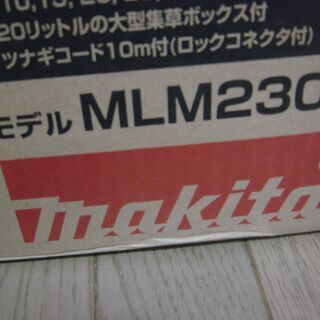 20リットルの大型集草ボックス付
ツナギコード10m付(ロックコネクタ付)
モデル MLM230
makita